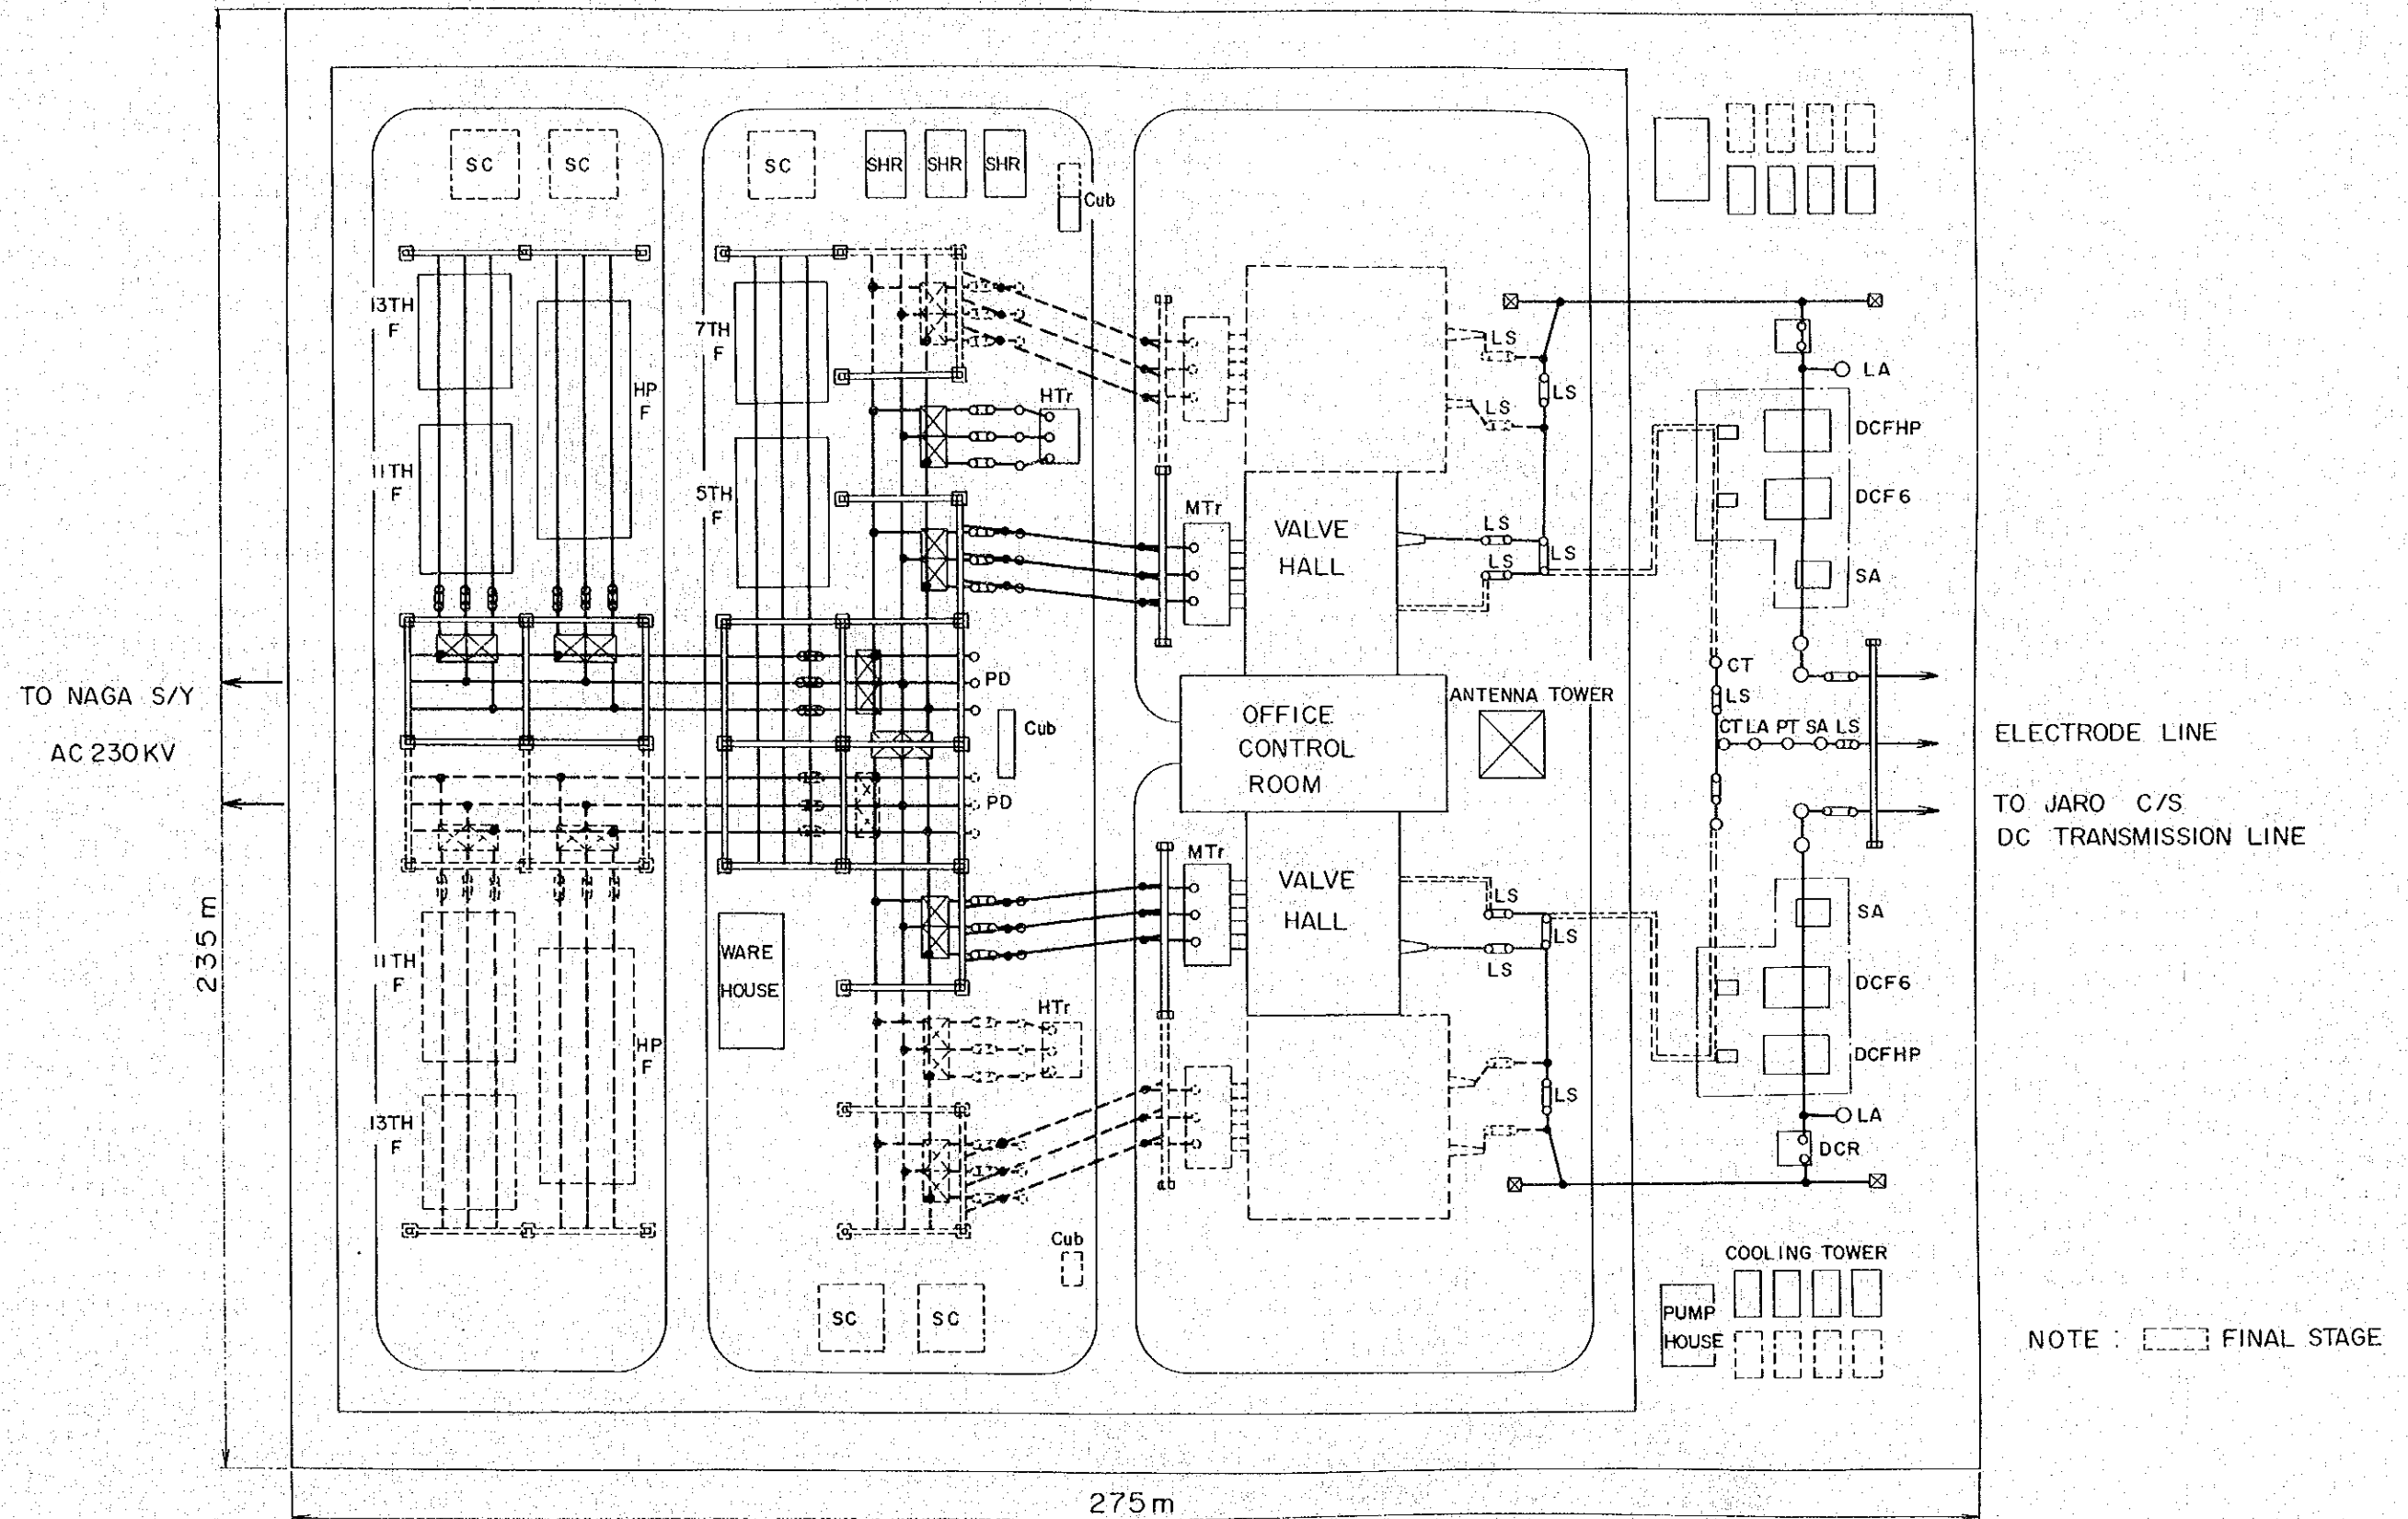 SC
SC
SC
SHR
SHR
SHR
Cub
13TH
F
HP
F
11TH
F
7TH
F
5TH
F
HTr
MTr
VALVE
HALL
LS
LS
LS
LS
LS
LS
LA
DCFHP
DCF6
SA
PD
Cub
PD
OFFICE
CONTROL
ROOM
ANTENNA TOWER
CT
LS
CT LA PT SA LS
TO NAGA S/Y
AC 230KV
ELECTRODE LINE
TO JARO C/S
DC TRANSMISSION LINE
235m
11TH
F
HP
F
13TH
F
WARE
HOUSE
HTr
MTr
VALVE
HALL
LS
LS
LS
LS
SA
DCF6
DCFHP
LA
DCR
Cub
SC
SC
COOLING TOWER
PUMP
HOUSE
NOTE : FINAL STAGE
275m